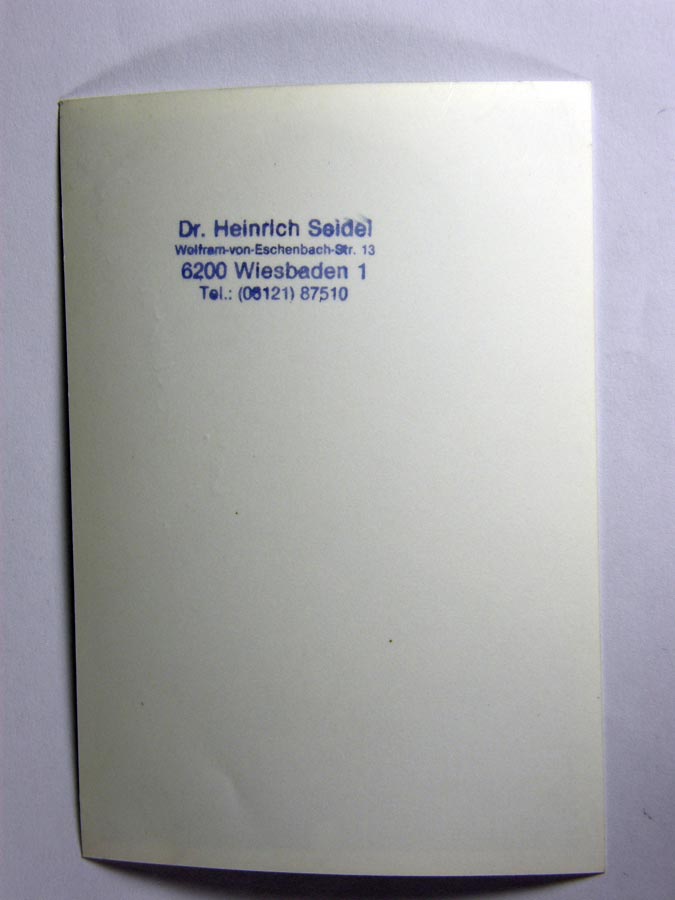 Dr. Heinrich Seidel
Wolfram-von-Eschenbach-Str. 13
6200 Wiesbaden 1
Tel.: (06121) 87510